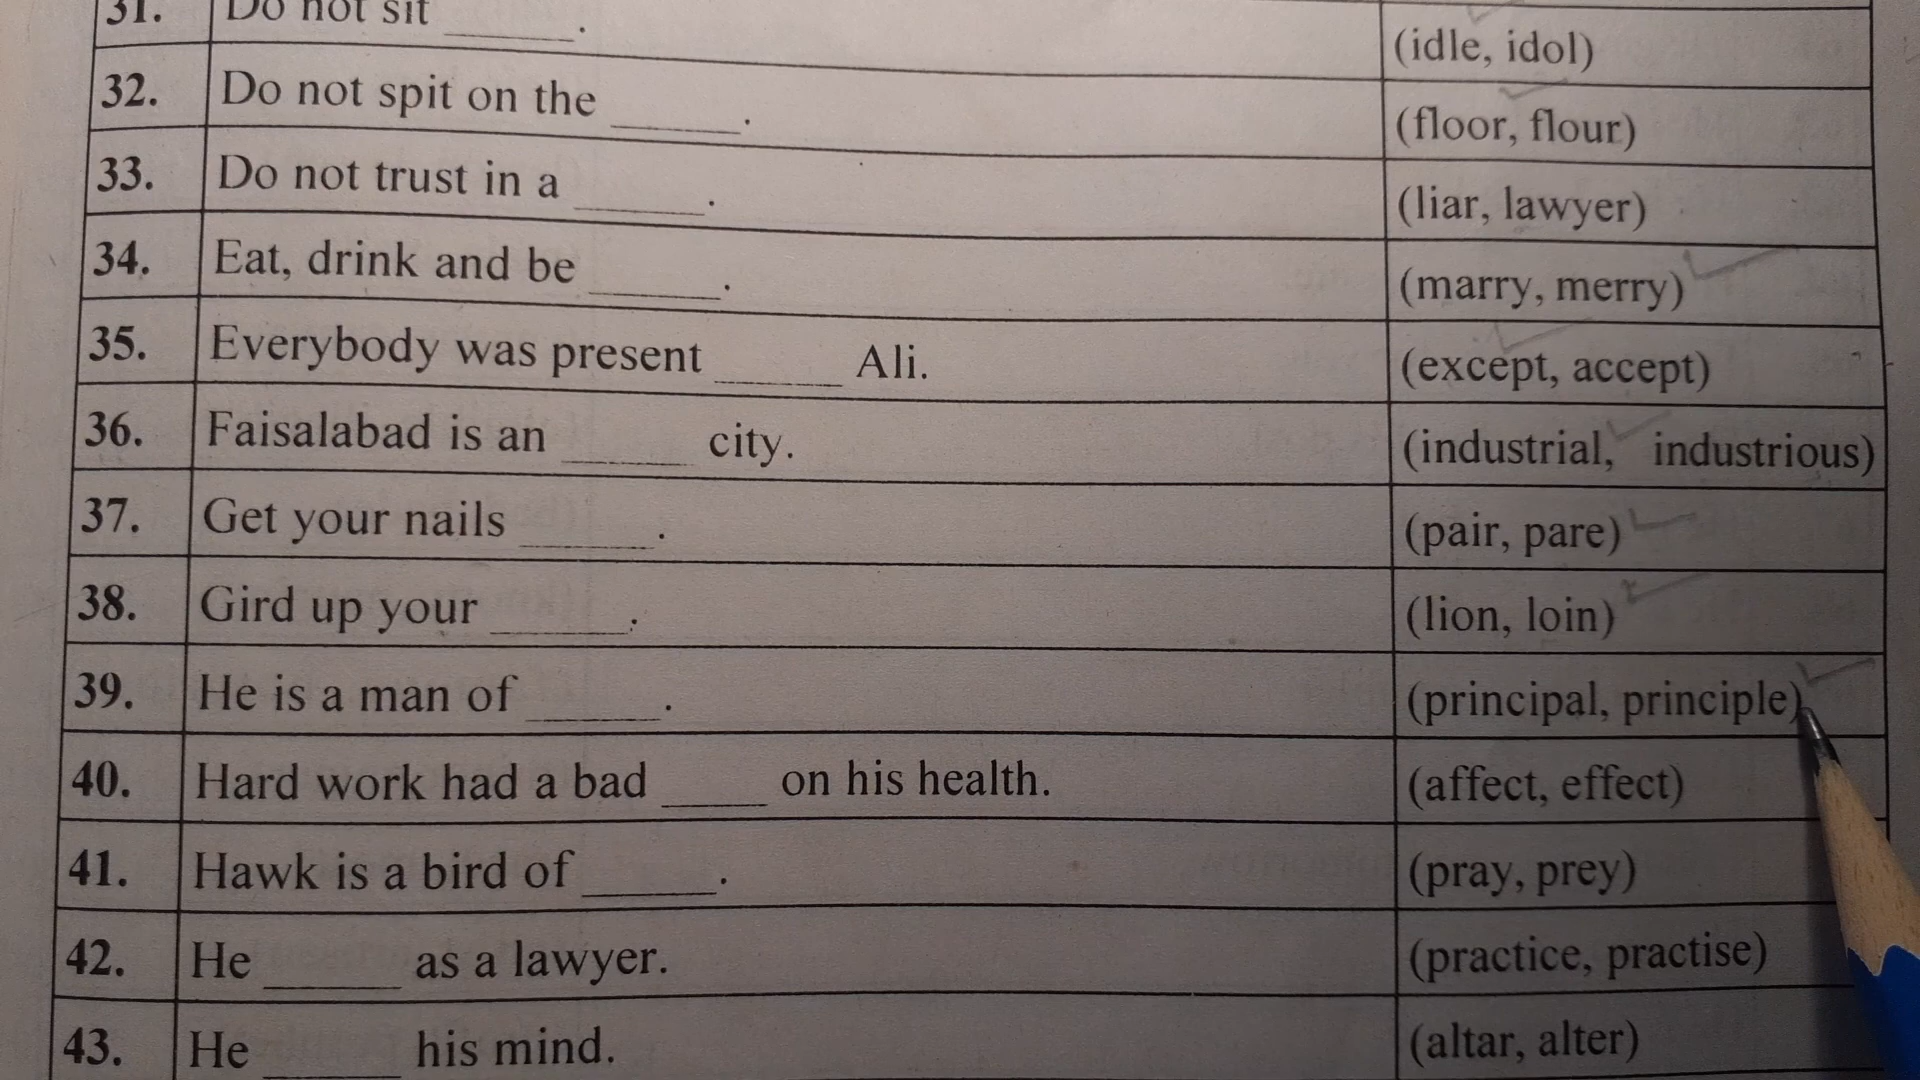 31. Do not sit ______. (idle, idol)
32. Do not spit on the ______. (floor, flour)
33. Do not trust in a ______. (liar, lawyer)
34. Eat, drink and be ______. (marry, merry)
35. Everybody was present ______ Ali. (except, accept)
36. Faisalabad is an ______ city. (industrial, industrious)
37. Get your nails ______. (pair, pare)
38. Gird up your ______. (lion, loin)
39. He is a man of ______. (principal, principle)
40. Hard work had a bad _____ on his health. (affect, effect)
41. Hawk is a bird of ______. (pray, prey)
42. He ______ as a lawyer. (practice, practise)
43. He ______ his mind. (altar, alter)